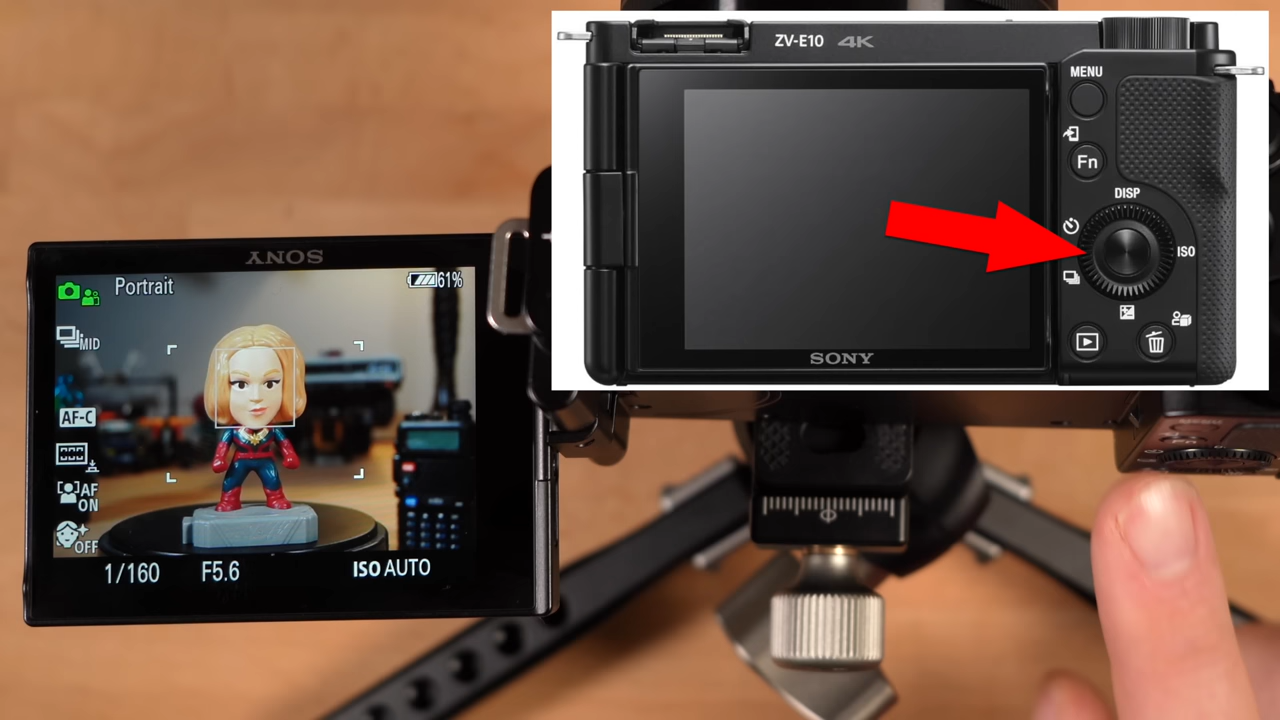 ZV-E10 4K
MENU
Fn
DISP
ISO
SONY
SONY
Portrait
61%
MID
AF-C
AF
ON
OFF
1/160 F5.6 ISO AUTO